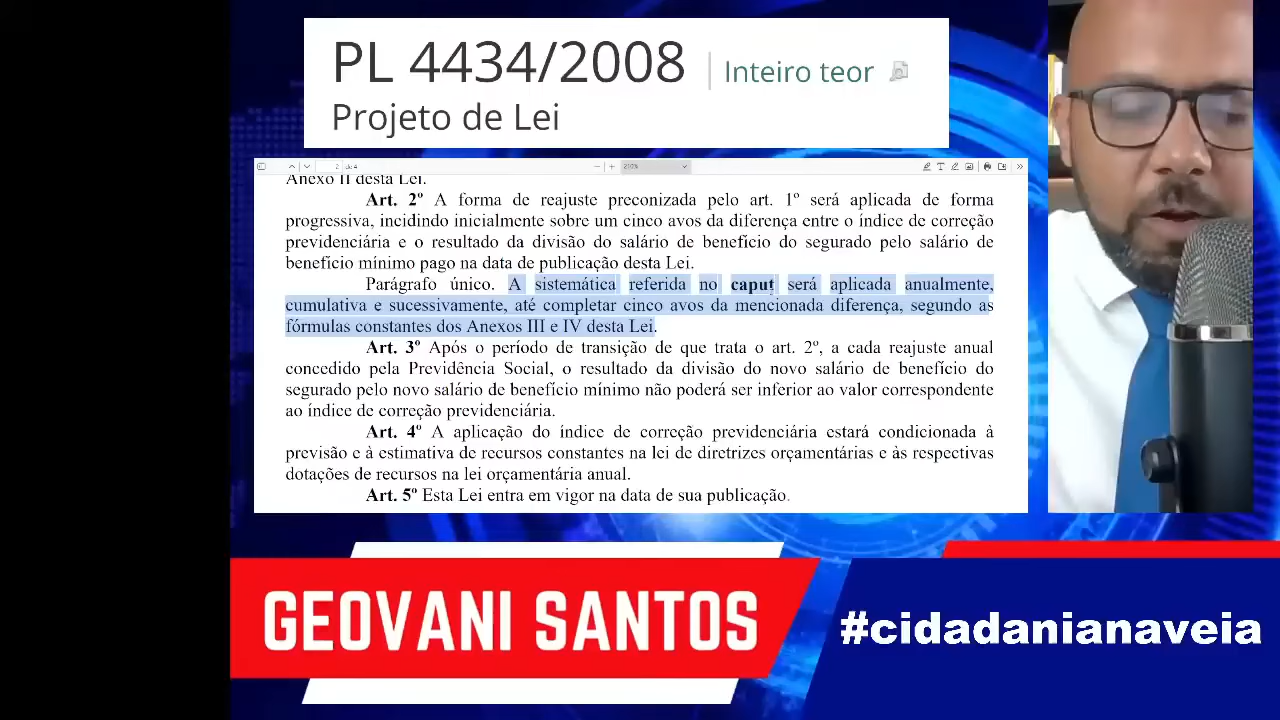 PL 4434/2008 | Inteiro teor
Projeto de Lei
2 de 4
210%
Anexo II desta Lei.
Art. 2º A forma de reajuste preconizada pelo art. 1º será aplicada de forma
progressiva, incidindo inicialmente sobre um cinco avos da diferença entre o índice de correção
previdenciária e o resultado da divisão do salário de benefício do segurado pelo salário de
benefício mínimo pago na data de publicação desta Lei.
Parágrafo único. A sistemática referida no caput será aplicada anualmente,
cumulativa e sucessivamente, até completar cinco avos da mencionada diferença, segundo as
fórmulas constantes dos Anexos III e IV desta Lei.
Art. 3º Após o período de transição de que trata o art. 2º, a cada reajuste anual
concedido pela Previdência Social, o resultado da divisão do novo salário de benefício do
segurado pelo novo salário de benefício mínimo não poderá ser inferior ao valor correspondente
ao índice de correção previdenciária.
Art. 4º A aplicação do índice de correção previdenciária estará condicionada à
previsão e à estimativa de recursos constantes na lei de diretrizes orçamentárias e às respectivas
dotações de recursos na lei orçamentária anual.
Art. 5º Esta Lei entra em vigor na data de sua publicação.
GEOVANI SANTOS
#cidadanianaveia